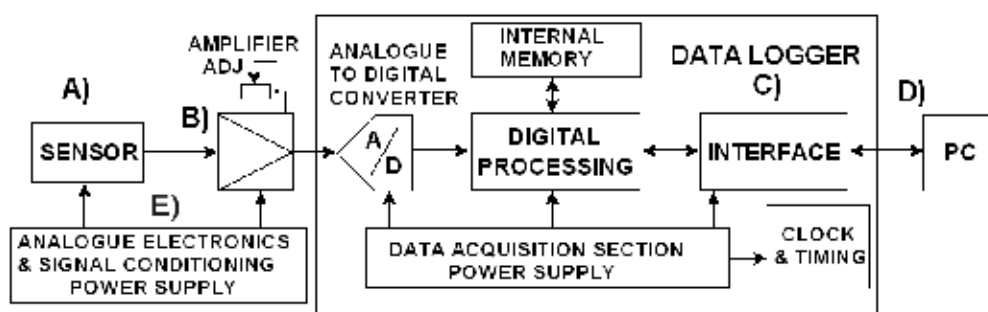 AMPLIFIER
ADJ
A)
B)
SENSOR
E)
ANALOGUE ELECTRONICS
& SIGNAL CONDITIONING
POWER SUPPLY
ANALOGUE
TO DIGITAL
CONVERTER
A
D
INTERNAL
MEMORY
DIGITAL
PROCESSING
DATA LOGGER
C)
INTERFACE
DATA ACQUISITION SECTION
POWER SUPPLY
CLOCK
& TIMING
D)
PC